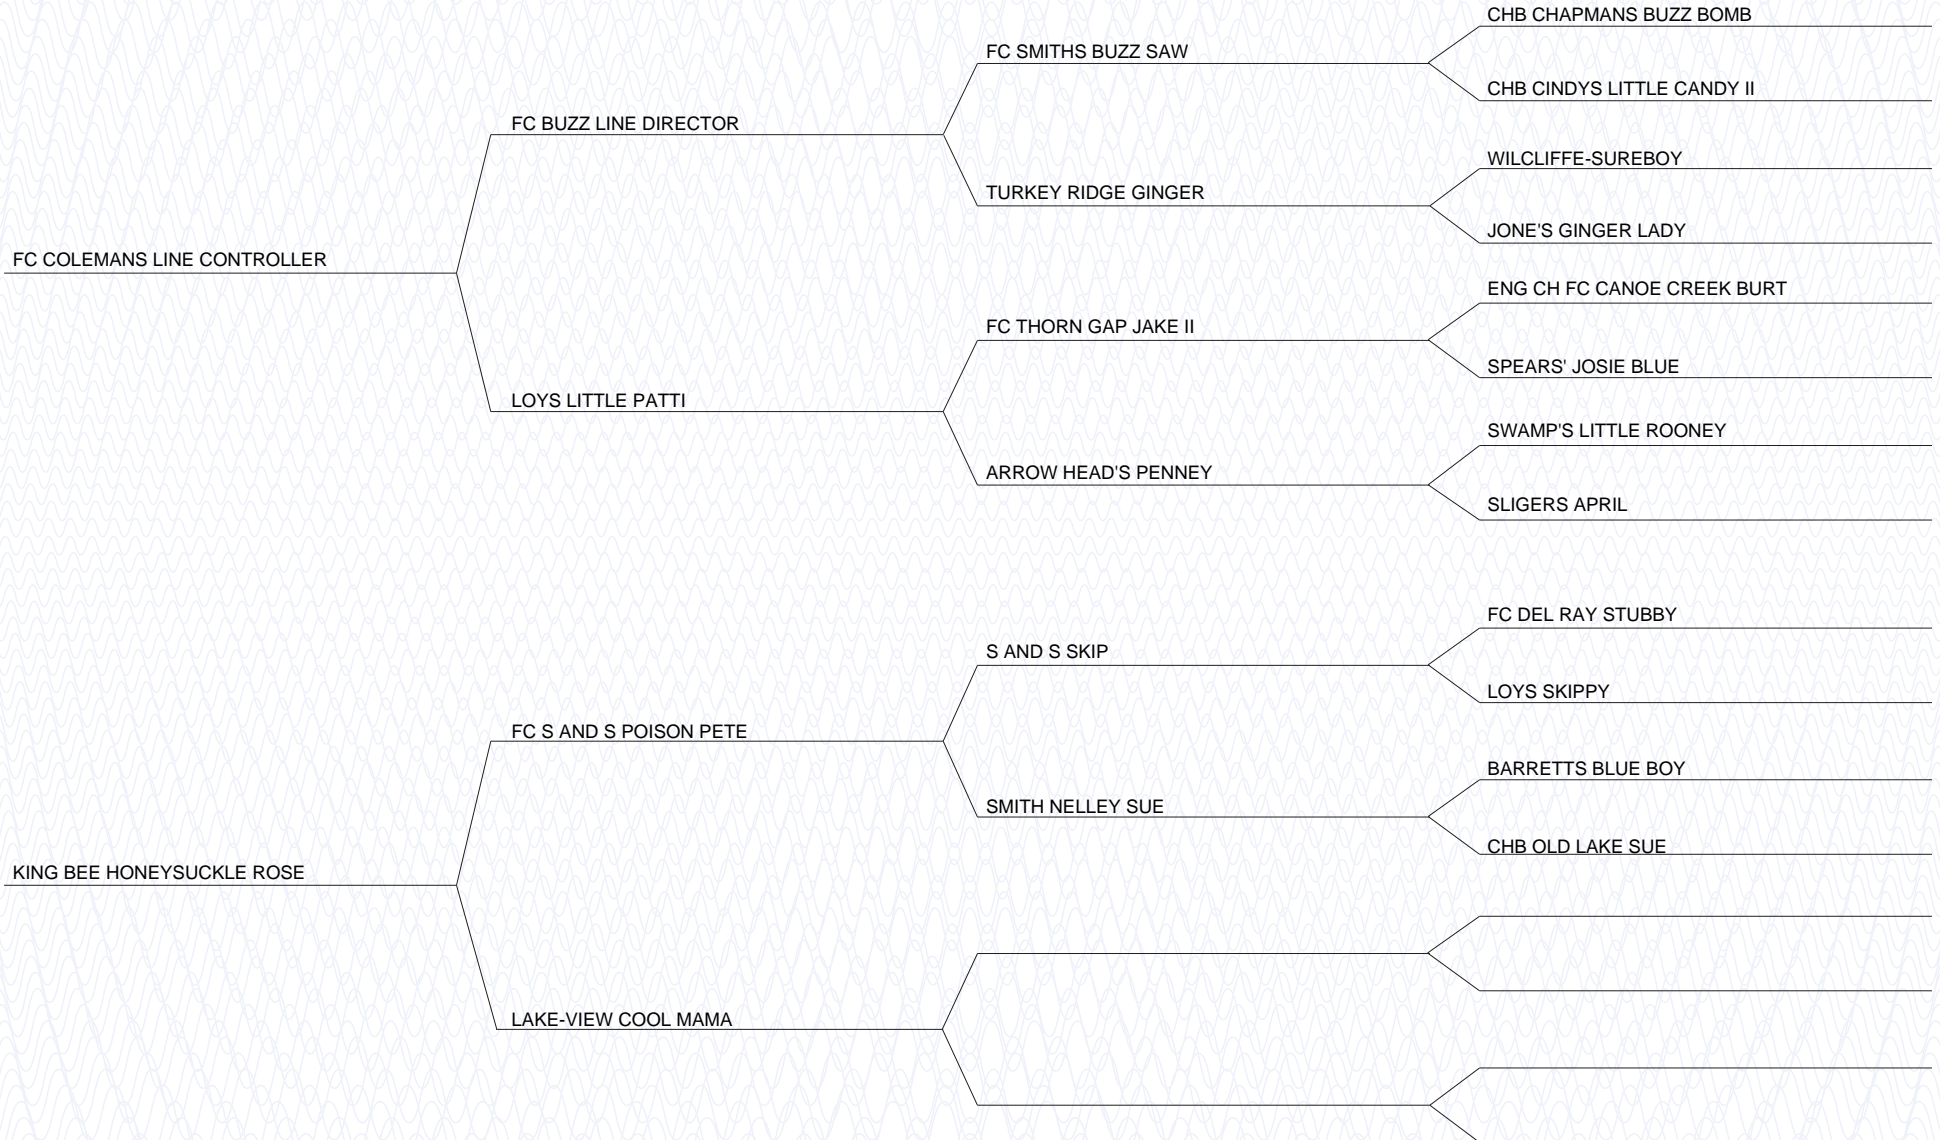 CHB CHAPMANS BUZZ BOMB
FC SMITHS BUZZ SAW
CHB CINDYS LITTLE CANDY II
FC BUZZ LINE DIRECTOR
WILCLIFFE-SUREBOY
TURKEY RIDGE GINGER
JONE'S GINGER LADY
FC COLEMANS LINE CONTROLLER
ENG CH FC CANOE CREEK BURT
FC THORN GAP JAKE II
SPEARS' JOSIE BLUE
LOYS LITTLE PATTI
SWAMP'S LITTLE ROONEY
ARROW HEAD'S PENNEY
SLIGERS APRIL
FC DEL RAY STUBBY
S AND S SKIP
LOYS SKIPPY
FC S AND S POISON PETE
BARRETTS BLUE BOY
SMITH NELLEY SUE
CHB OLD LAKE SUE
KING BEE HONEYSUCKLE ROSE
LAKE-VIEW COOL MAMA